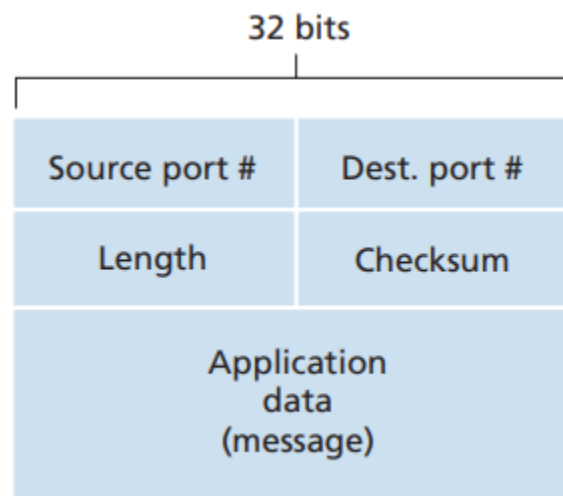 32 bits
Source port #
Dest. port #
Length
Checksum
Application
data
(message)